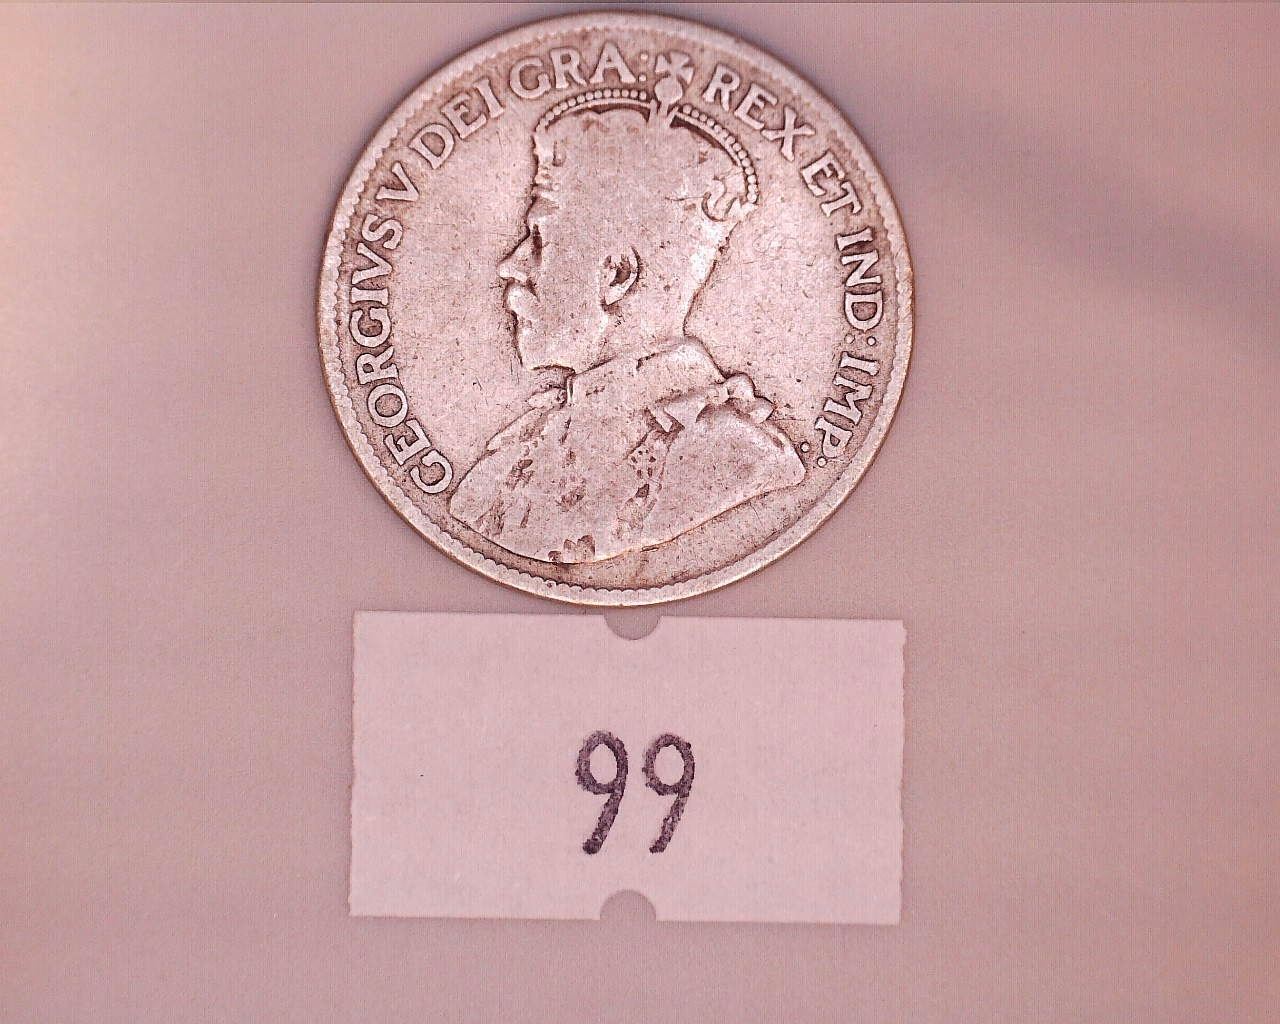 GEORGIVS V DEI GRA: REX ET IND: IMP:
99